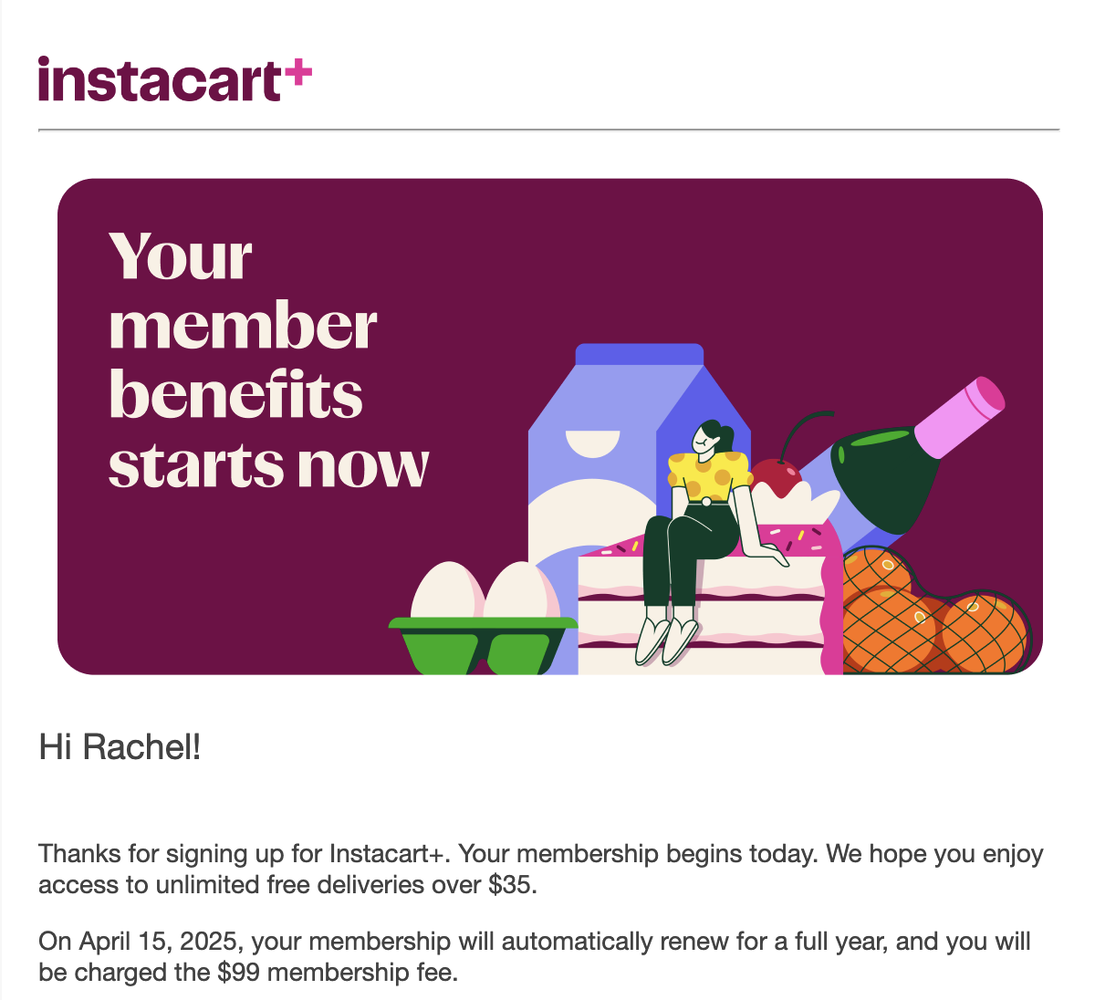 instacart+
Your
member
benefits
starts now
Hi Rachel!
Thanks for signing up for Instacart+. Your membership begins today. We hope you enjoy
access to unlimited free deliveries over $35.
On April 15, 2025, your membership will automatically renew for a full year, and you will
be charged the $99 membership fee.